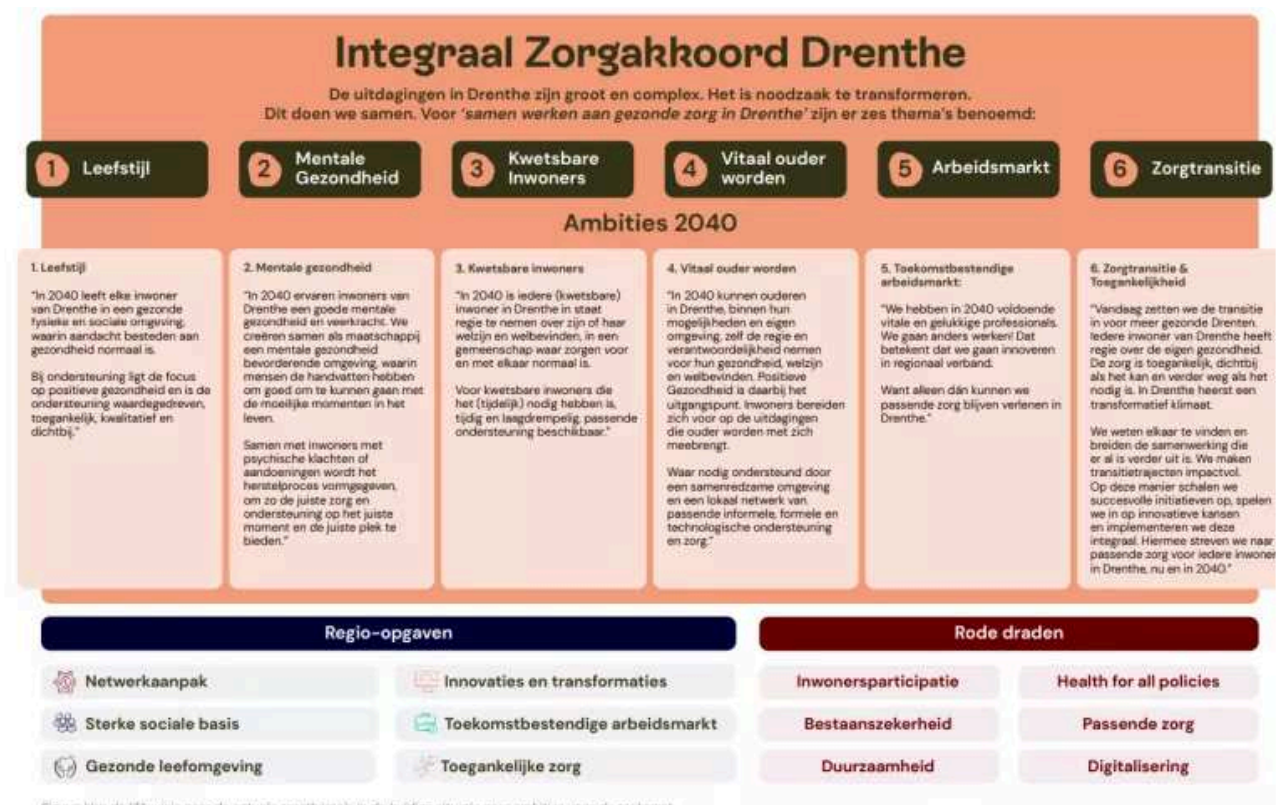 Integraal Zorgakkoord Drenthe
De uitdagingen in Drenthe zijn groot en complex. Het is noodzaak te transformeren.
Dit doen we samen. Voor 'samen werken aan gezonde zorg in Drenthe' zijn er zes thema's benoemd:
1 Leefstijl
2 Mentale
Gezondheid
3 Kwetsbare
Inwoners
4 Vitaal ouder
worden
5 Arbeidsmarkt
6 Zorgtransitie
Ambities 2040
1. Leefstijl
"In 2040 leeft elke inwoner
van Drenthe in een gezonde
fysieke en sociale omgeving,
waarin aandacht besteden aan
gezondheid normaal is.
Bij ondersteuning ligt de focus
op positieve gezondheid en is de
ondersteuning waardegedreven,
toegankelijk, kwalitatief en
dichtbij."
2. Mentale gezondheid
"In 2040 ervaren inwoners van
Drenthe een goede mentale
gezondheid en veerkracht. We
creëren samen als maatschappij
een mentale gezondheid
bevorderende omgeving, waarin
mensen de handvatten hebben
om goed om te kunnen gaan met
de moeilijke momenten in het
leven.
Samen met inwoners met
psychische klachten of
aandoeningen wordt het
herstelproces vormgegeven,
om zo de juiste zorg en
ondersteuning op het juiste
moment en de juiste plek te
bieden."
3. Kwetsbare inwoners
"In 2040 is iedere (kwetsbare)
inwoner in Drenthe in staat
regie te nemen over zijn of haar
welzijn en welbevinden, in een
gemeenschap waar zorgen voor
en met elkaar normaal is.
Voor kwetsbare inwoners die
het (tijdelijk) nodig hebben is,
tijdig en laagdrempelig, passende
ondersteuning beschikbaar."
4. Vitaal ouder worden
"In 2040 kunnen ouderen
in Drenthe, binnen hun
mogelijkheden en eigen
omgeving, zelf de regie en
verantwoordelijkheid nemen
voor hun gezondheid, welzijn
en welbevinden. Positieve
Gezondheid is daarbij het
uitgangspunt. Inwoners bereiden
zich voor op de uitdagingen
die ouder worden met zich
meebrengt.
Waar nodig ondersteund door
een samenredzame omgeving
en een lokaal netwerk van
passende informele, formele en
technologische ondersteuning
en zorg."
5. Toekomstbestendige
arbeidsmarkt:
"We hebben in 2040 voldoende
vitale en gelukkige professionals.
We gaan anders werken! Dat
betekent dat we gaan innoveren
in regionaal verband.
Want alleen dán kunnen we
passende zorg blijven verlenen in
Drenthe."
6. Zorgtransitie &
Toegankelijkheid
"Vandaag zetten we de transitie
in voor meer gezonde Drenten.
Iedere inwoner van Drenthe heeft
regie over de eigen gezondheid.
De zorg is toegankelijk, dichtbij
als het kan en verder weg als het
nodig is. In Drenthe heerst een
transformatief klimaat.
We weten elkaar te vinden en
breiden de samenwerking die
er al is verder uit is. We maken
transitietrajecten impactvol.
Op deze manier schalen we
succesvolle initiatieven op, spelen
we in op innovatieve kansen
en implementeren we deze
integraal. Hiermee streven we naar
passende zorg voor iedere inwoner
in Drenthe, nu en in 2040."
Regio-opgaven
Netwerkaanpak
Innovaties en transformaties
Sterke sociale basis
Toekomstbestendige arbeidsmarkt
Gezonde leefomgeving
Toegankelijke zorg
Rode draden
Inwonersparticipatie
Health for all policies
Bestaanszekerheid
Passende zorg
Duurzaamheid
Digitalisering